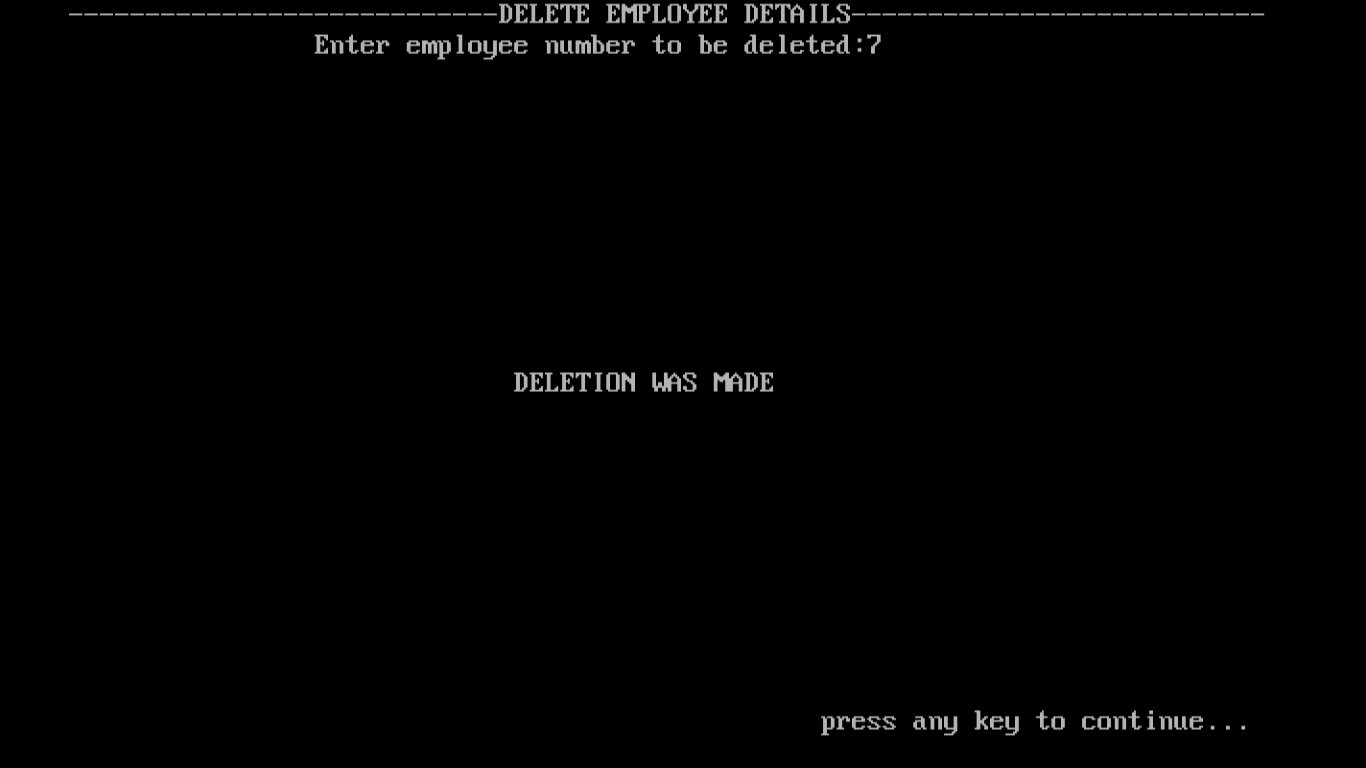 ----------------------------DELETE EMPLOYEE DETAILS---------------------------
Enter employee number to be deleted:7
DELETION WAS MADE
press any key to continue...